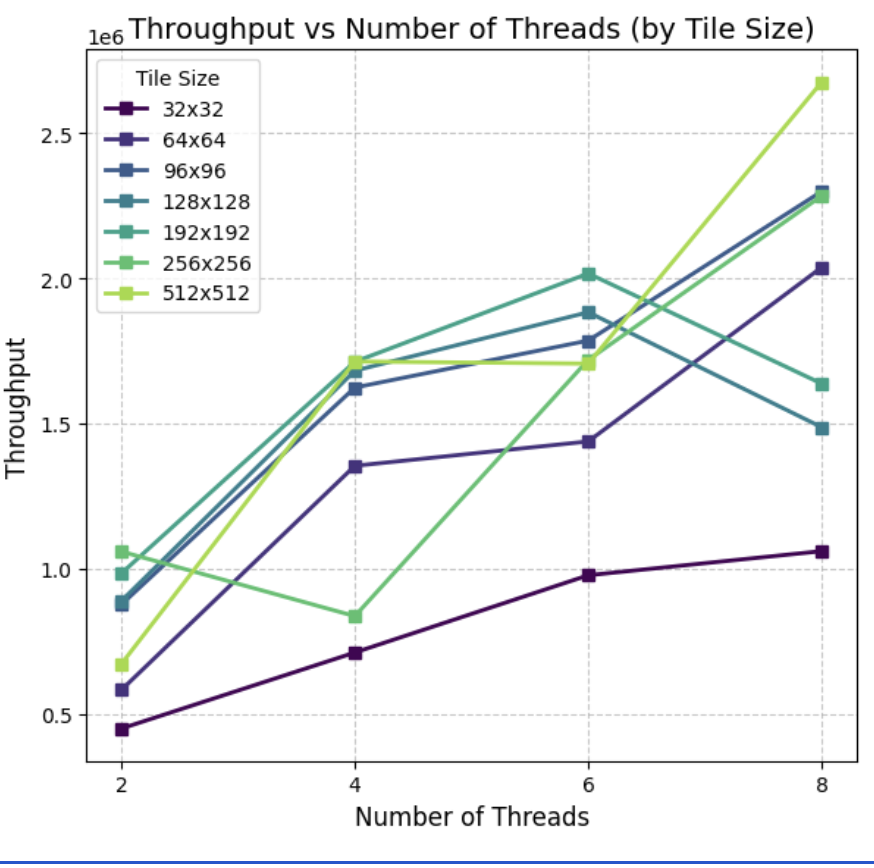 Throughput vs Number of Threads (by Tile Size)
1e6
Tile Size
32x32
64x64
96x96
128x128
192x192
256x256
512x512
2.5
2.0
1.5
1.0
0.5
Throughput
2 4 6 8
Number of Threads